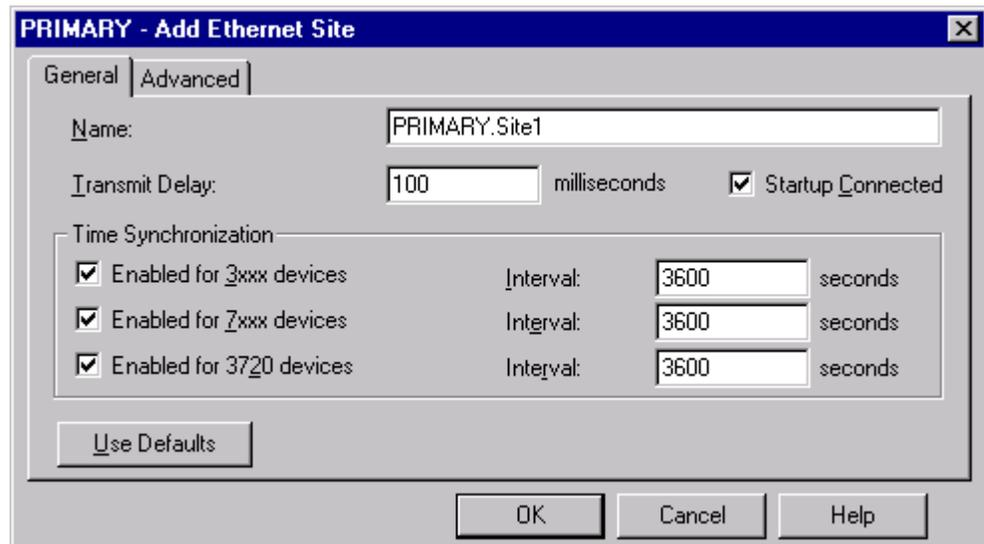 PRIMARY - Add Ethernet Site
General Advanced
Name: PRIMARY.Site1
Transmit Delay: 100 milliseconds Startup Connected
Time Synchronization
Enabled for 3xxx devices Interval: 3600 seconds
Enabled for 7xxx devices Interval: 3600 seconds
Enabled for 3720 devices Interval: 3600 seconds
Use Defaults
OK Cancel Help